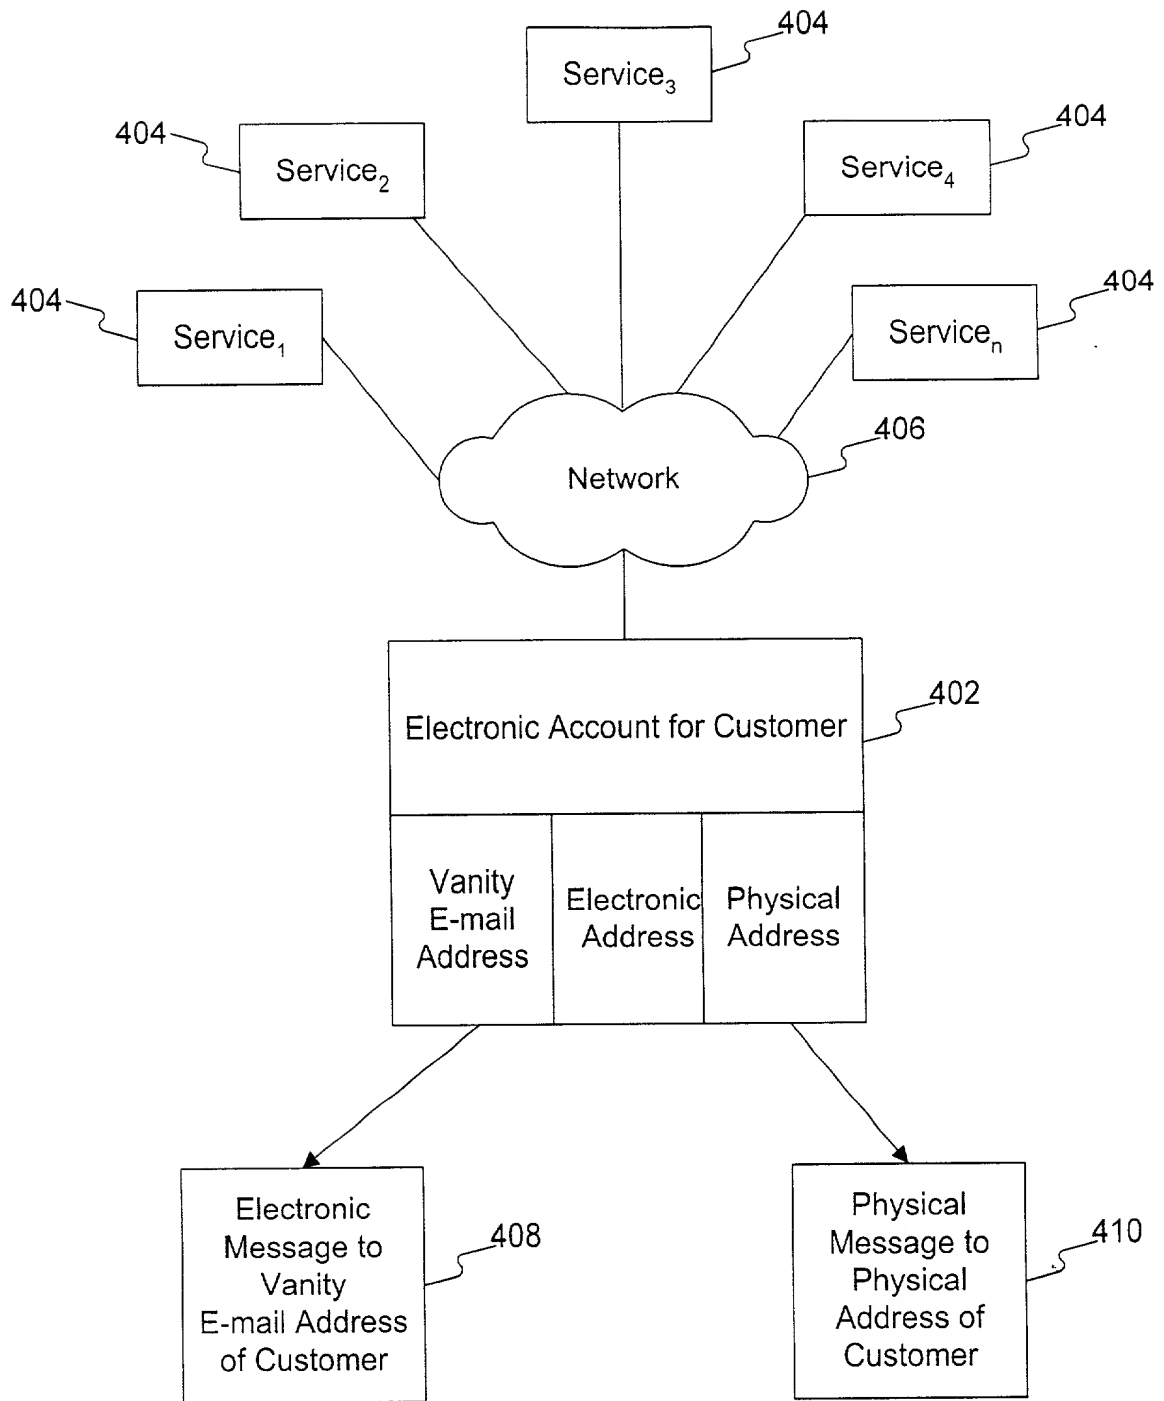 404
Service3
404
Service2
404
Service4
404
Service1
404
Servicen
406
Network
402
Electronic Account for Customer
Vanity
E-mail
Address
Electronic
Address
Physical
Address
408
Electronic
Message to
Vanity
E-mail Address
of Customer
410
Physical
Message to
Physical
Address of
Customer